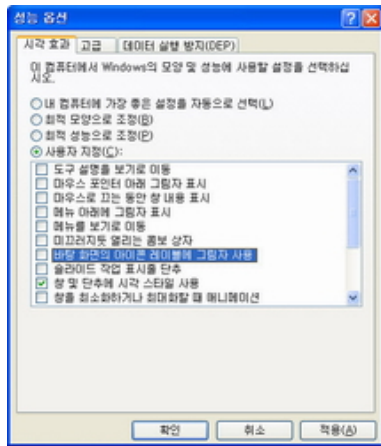 성능 옵션
시각 효과 고급 데이터 실행 방지(DEP)
이 컴퓨터에서 Windows의 모양 및 성능에 사용할 설정을 선택하십
시오.
내 컴퓨터에 가장 좋은 설정을 자동으로 선택(L)
최적 모양으로 조정(B)
최적 성능으로 조정(P)
사용자 지정(C):
도구 설명를 보기로 이동
마우스 포인터 아래 그림자 표시
마우스로 끄는 동안 창 내용 표시
메뉴 아래에 그림자 표시
메뉴를 보기로 이동
미끄러지듯 열리는 콤보 상자
바탕 화면의 아이콘 레이블에 그림자 사용
슬라이드 작업 표시줄 단추
창 및 단추에 시각 스타일 사용
창을 최소화하거나 최대화할 때 애니메이션
확인 취소 적용(A)